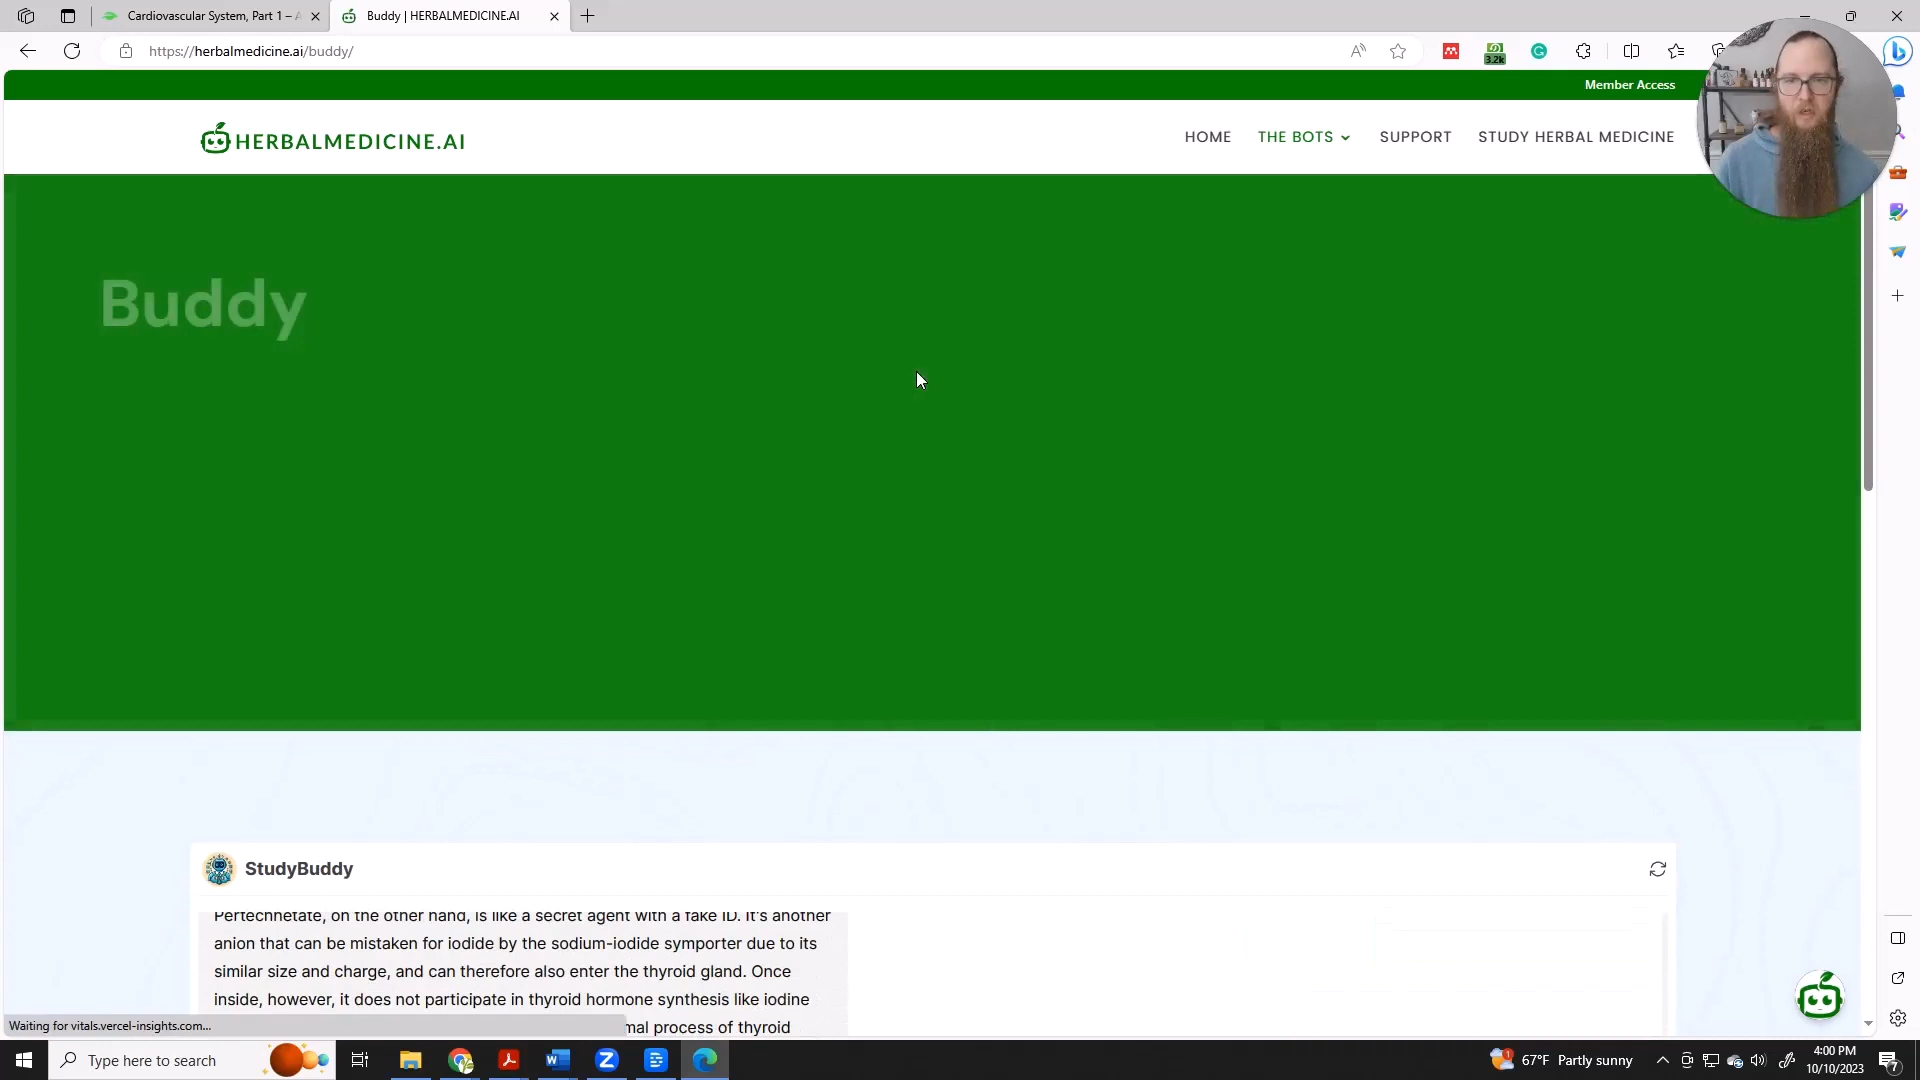 Cardiovascular System, Part 1 – A
Buddy | HERBALMEDICINE.AI
https://herbalmedicine.ai/buddy/
3.2k
Member Access
HERBALMEDICINE.AI
HOME
THE BOTS
SUPPORT
STUDY HERBAL MEDICINE
Buddy
StudyBuddy
Pertechnetate, on the other hand, is like a secret agent with a fake ID. It's another
anion that can be mistaken for iodide by the sodium-iodide symporter due to its
similar size and charge, and can therefore also enter the thyroid gland. Once
inside, however, it does not participate in thyroid hormone synthesis like iodine
mal process of thyroid
Waiting for vitals.vercel-insights.com...
Type here to search
67°F Partly sunny
4:00 PM
10/10/2023
7